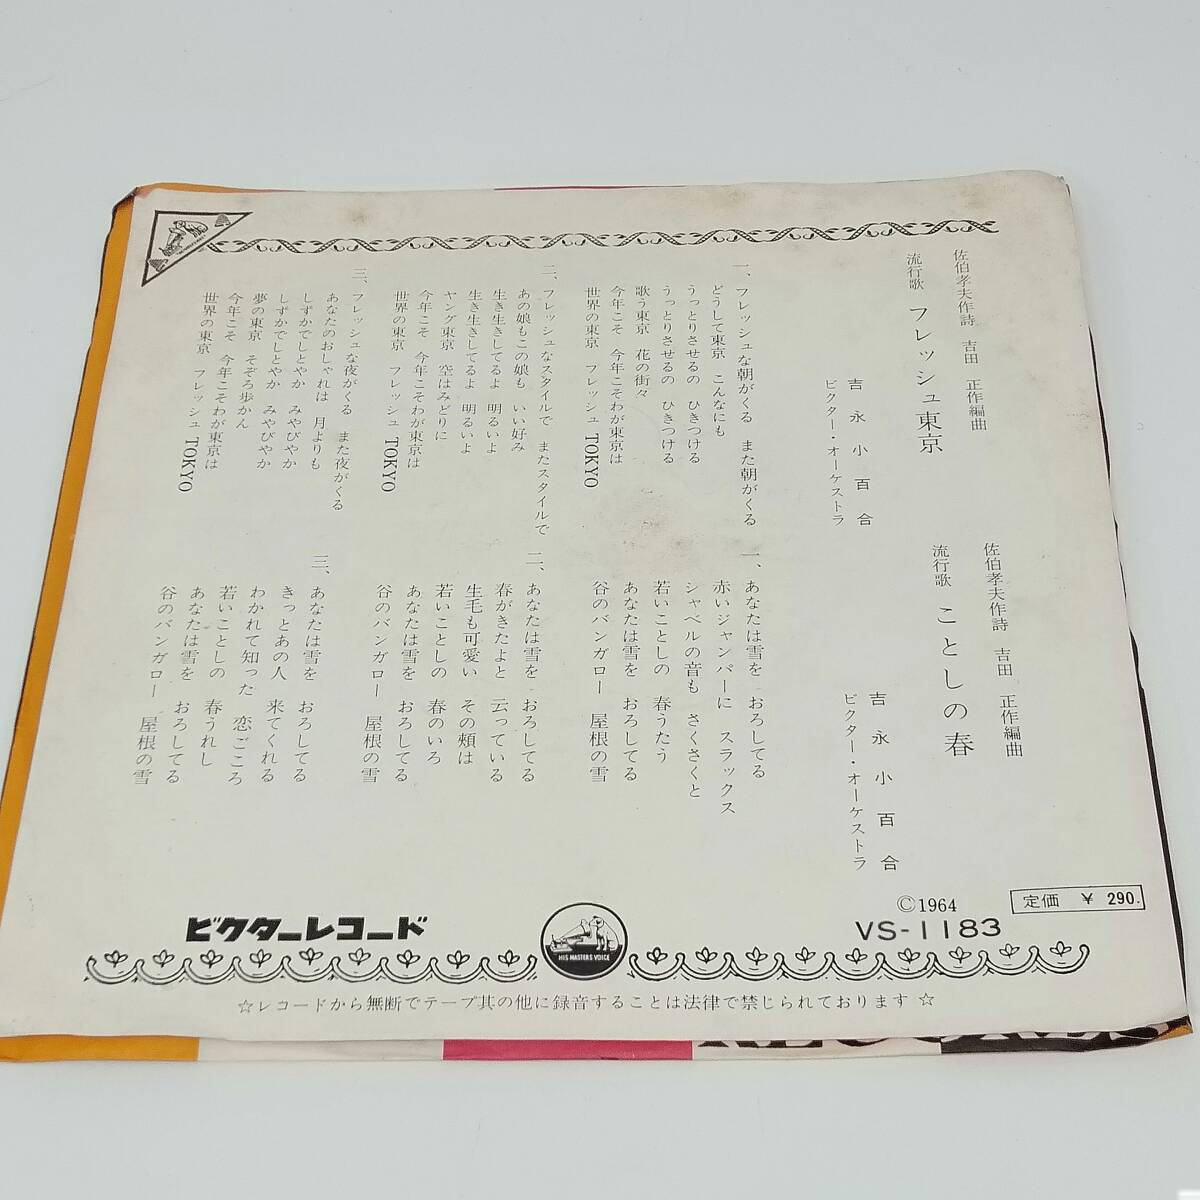 佐伯孝夫作詩 吉田 正作編曲
流行歌 フレッシュ東京
吉永小百合
ビクター・オーケストラ
一、フレッシュな朝がくる また朝がくる
どうして東京 こんなにも
うっとりさせるの ひきつける
うっとりさせるの ひきつける
歌う東京 花の街々
今年こそ 今年こそわが東京は
世界の東京 フレッシュ TOKYO
二、フレッシュなスタイルで またスタイルで
あの娘もこの娘も いい好み
生き生きしてるよ 明るいよ
生き生きしてるよ 明るいよ
ヤング東京 空はみどりに
今年こそ 今年こそわが東京は
世界の東京 フレッシュ TOKYO
三、フレッシュな夜がくる また夜がくる
あなたのおしゃれは 月よりも
しずかでしとやか みやびやか
しずかでしとやか みやびやか
夢の東京 そぞろ歩かん
今年こそ 今年こそわが東京は
世界の東京 フレッシュ TOKYO
佐伯孝夫作詩 吉田 正作編曲
流行歌 ことしの春
吉永小百合
ビクター・オーケストラ
一、あなたは雪を おろしてる
赤いジャンパーに スラックス
シャベルの音も さくさくと
若いことしの 春うたう
あなたは雪を おろしてる
谷のバンガロー 屋根の雪
二、あなたは雪を おろしてる
春がきたよと 云っている
生毛も可愛い その頬は
若いことしの 春のいろ
あなたは雪を おろしてる
谷のバンガロー 屋根の雪
三、あなたは雪を おろしてる
きっとあの人 来てくれる
わかれて知った 恋ごころ
若いことしの 春うれし
あなたは雪を おろしてる
谷のバンガロー 屋根の雪
©1964
定価 ¥ 290.
ビクターレコード
HIS MASTERS VOICE
VS-1183
☆レコードから無断でテープ其の他に録音することは法律で禁じられております☆